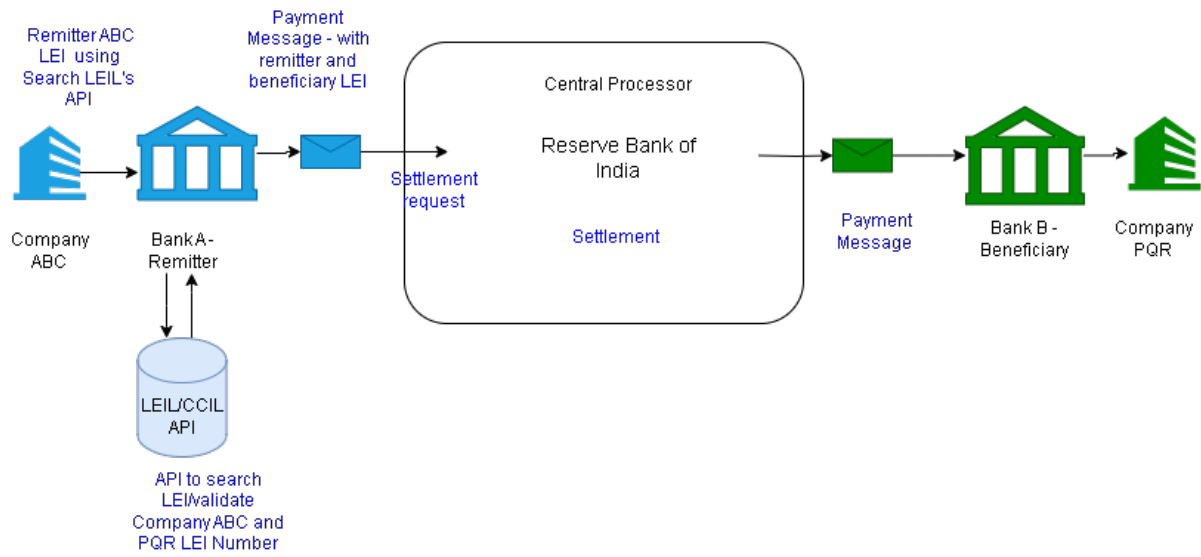 Remitter ABC
LEI using
Search LEIL's
API
Payment
Message - with
remitter and
beneficiary LEI
Central Processor
Reserve Bank of
India
Settlement
request
Settlement
Payment
Message
Company
ABC
Bank A -
Remitter
Bank B -
Beneficiary
Company
PQR
LEIL/CCIL
API
API to search
LEI/validate
Company ABC and
PQR LEI Number